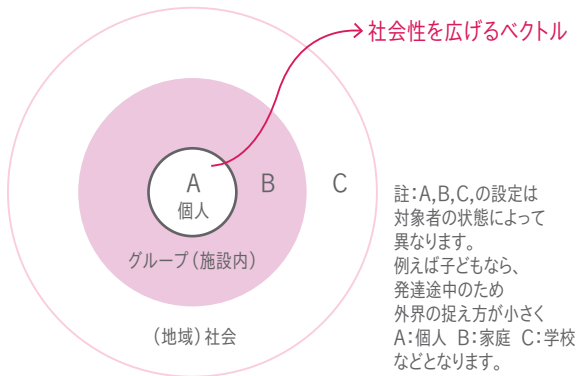 社会性を広げるベクトル
A
個人
B
C
グループ（施設内）
（地域）社会
註：A,B,C,の設定は
対象者の状態によって
異なります。
例えば子どもなら、
発達途中のため
外界の捉え方が小さく
A：個人 B：家庭 C：学校
などとなります。